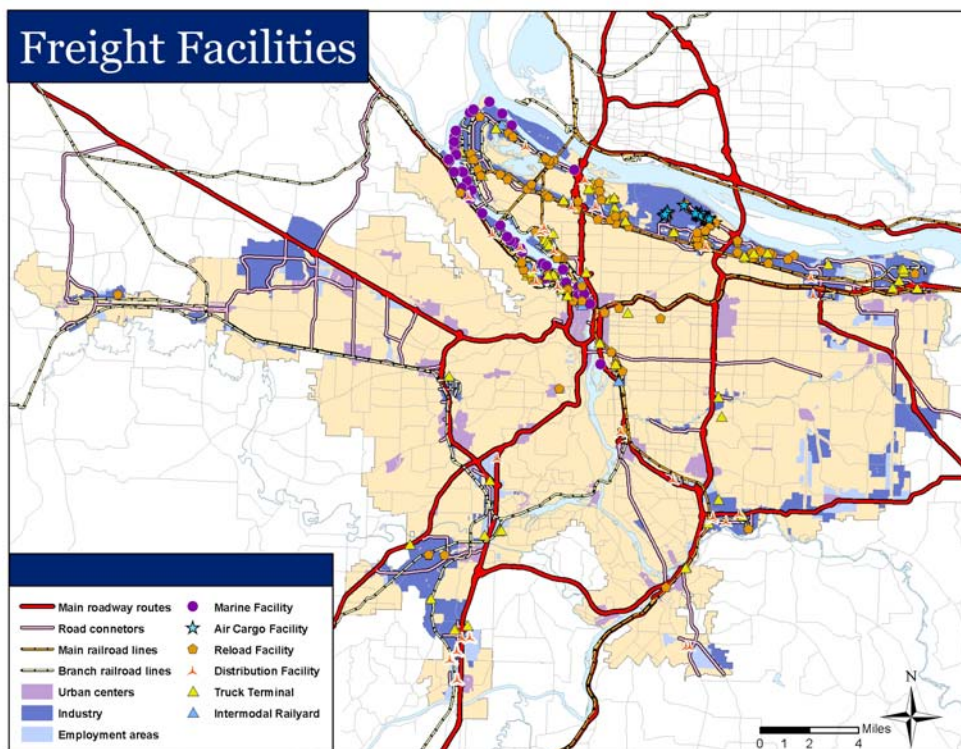 Freight Facilities
Main roadway routes
Road connetors
Main railroad lines
Branch railroad lines
Urban centers
Industry
Employment areas
Marine Facility
Air Cargo Facility
Reload Facility
Distribution Facility
Truck Terminal
Intermodal Railyard
N
Miles
0 1 2 4